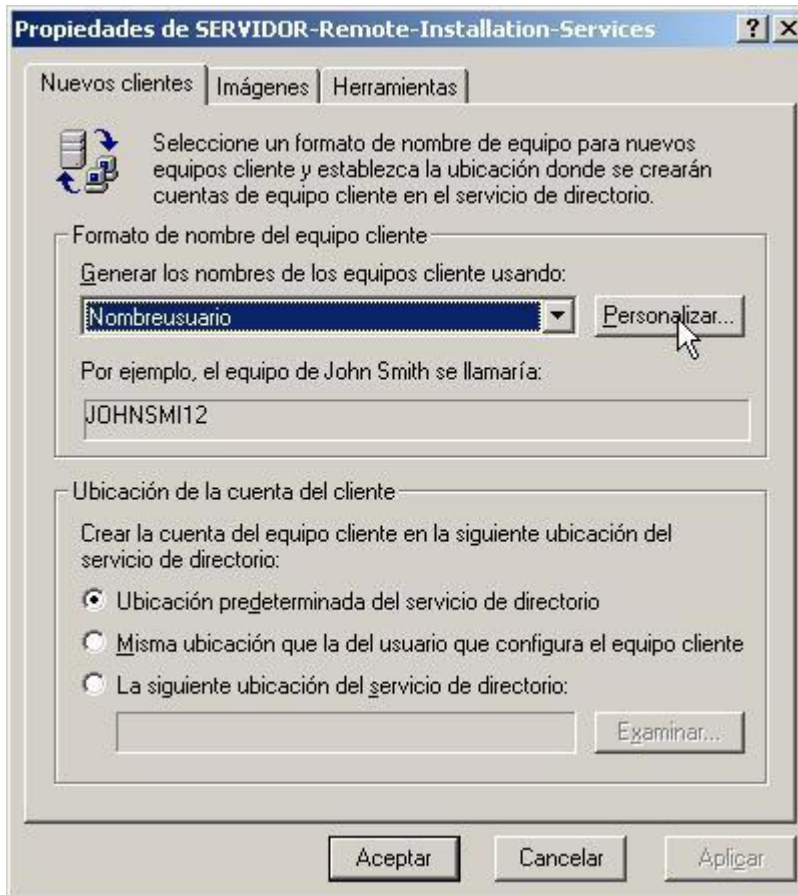 Propiedades de SERVIDOR-Remote-Installation-Services
Nuevos clientes Imágenes Herramientas
Seleccione un formato de nombre de equipo para nuevos
equipos cliente y establezca la ubicación donde se crearán
cuentas de equipo cliente en el servicio de directorio.
Formato de nombre del equipo cliente
Generar los nombres de los equipos cliente usando:
Nombreusuario Personalizar...
Por ejemplo, el equipo de John Smith se llamaría:
JOHNSMI12
Ubicación de la cuenta del cliente
Crear la cuenta del equipo cliente en la siguiente ubicación del
servicio de directorio:
Ubicación predeterminada del servicio de directorio
Misma ubicación que la del usuario que configura el equipo cliente
La siguiente ubicación del servicio de directorio:
Examinar...
Aceptar Cancelar Aplicar